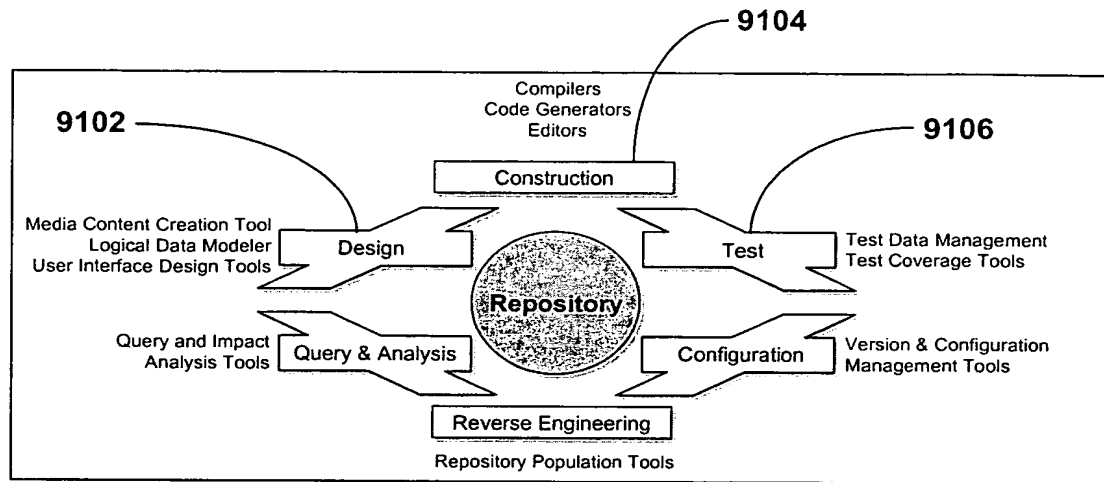 9104
Compilers
Code Generators
Editors
9102
9106
Construction
Media Content Creation Tool
Logical Data Modeler
User Interface Design Tools
Design
Test
Test Data Management
Test Coverage Tools
Repository
Query and Impact
Analysis Tools
Query & Analysis
Configuration
Version & Configuration
Management Tools
Reverse Engineering
Repository Population Tools